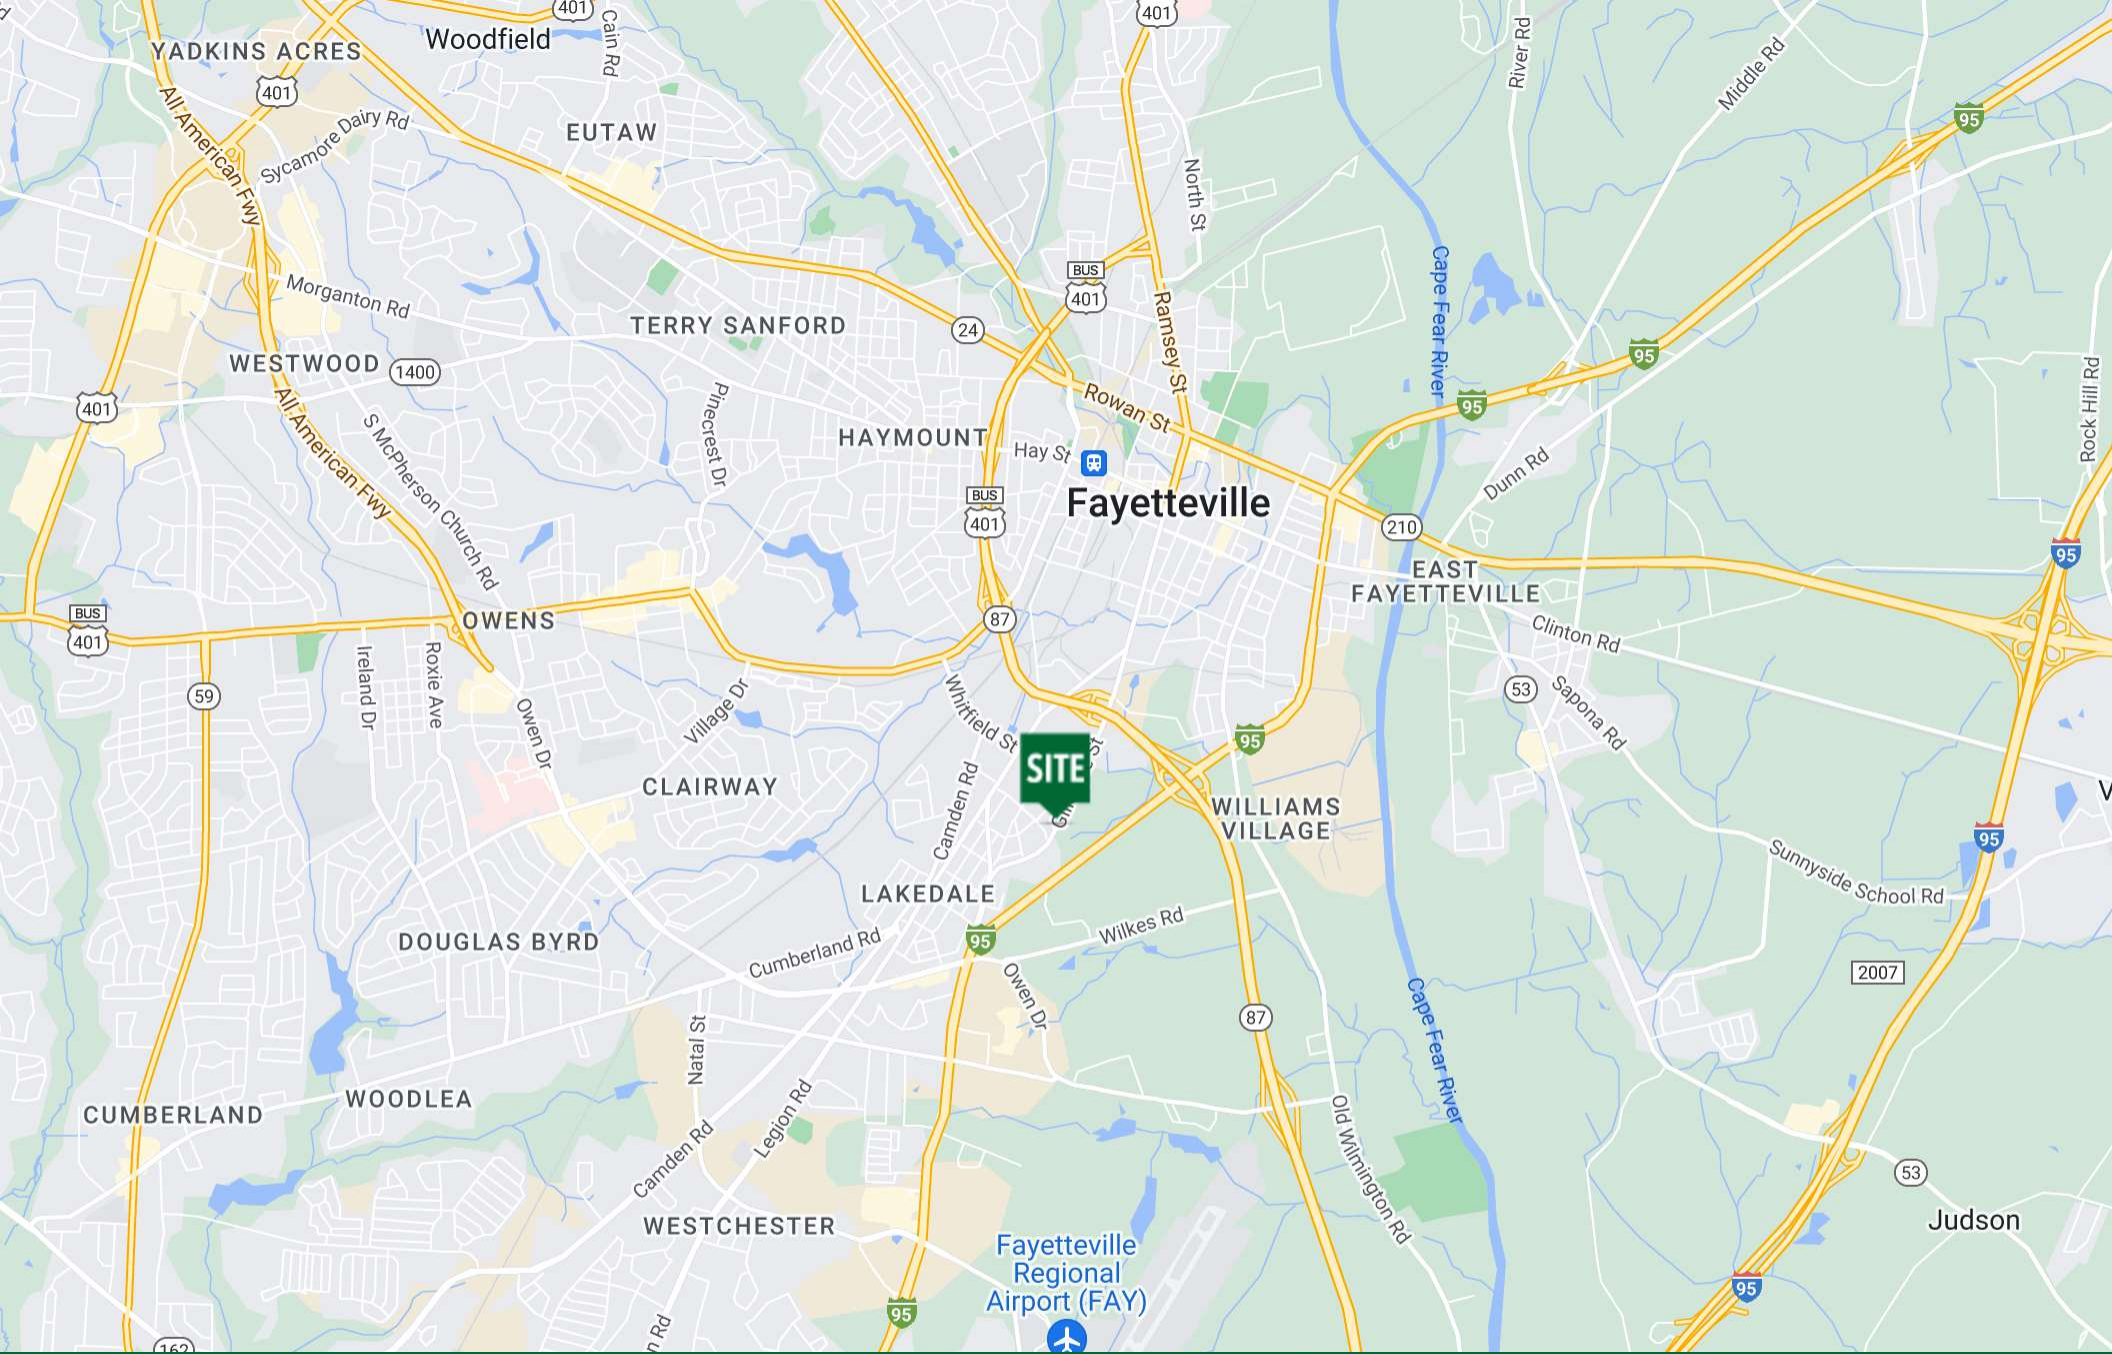 401
401
Woodfield
Cain Rd
River Rd
Middle Rd
YADKINS ACRES
401
95
All American Fwy
Sycamore Dairy Rd
EUTAW
North St
Cape Fear River
BUS
401
Morganton Rd
TERRY SANFORD
24
Ramsey St
95
WESTWOOD
1400
401
Pinecrest Dr
Rowan St
95
Rock Hill Rd
All American Fwy
S McPherson Church Rd
HAYMOUNT
Hay St
Dunn Rd
BUS
401
Fayetteville
210
95
EAST
FAYETTEVILLE
BUS
401
OWENS
87
Clinton Rd
Ireland Dr
Roxie Ave
59
Owen Dr
Village Dr
Whitfield St
53
Sapona Rd
95
SITE
St
CLAIRWAY
Camden Rd
WILLIAMS
VILLAGE
V
95
LAKEDALE
Sunnyside School Rd
DOUGLAS BYRD
Cumberland Rd
95
Wilkes Rd
Owen Dr
2007
87
Cape Fear River
Natal St
WOODLEA
CUMBERLAND
Legion Rd
Camden Rd
Old Wilmington Rd
53
Judson
WESTCHESTER
Fayetteville
Regional
Airport (FAY)
95
95
162
n Rd